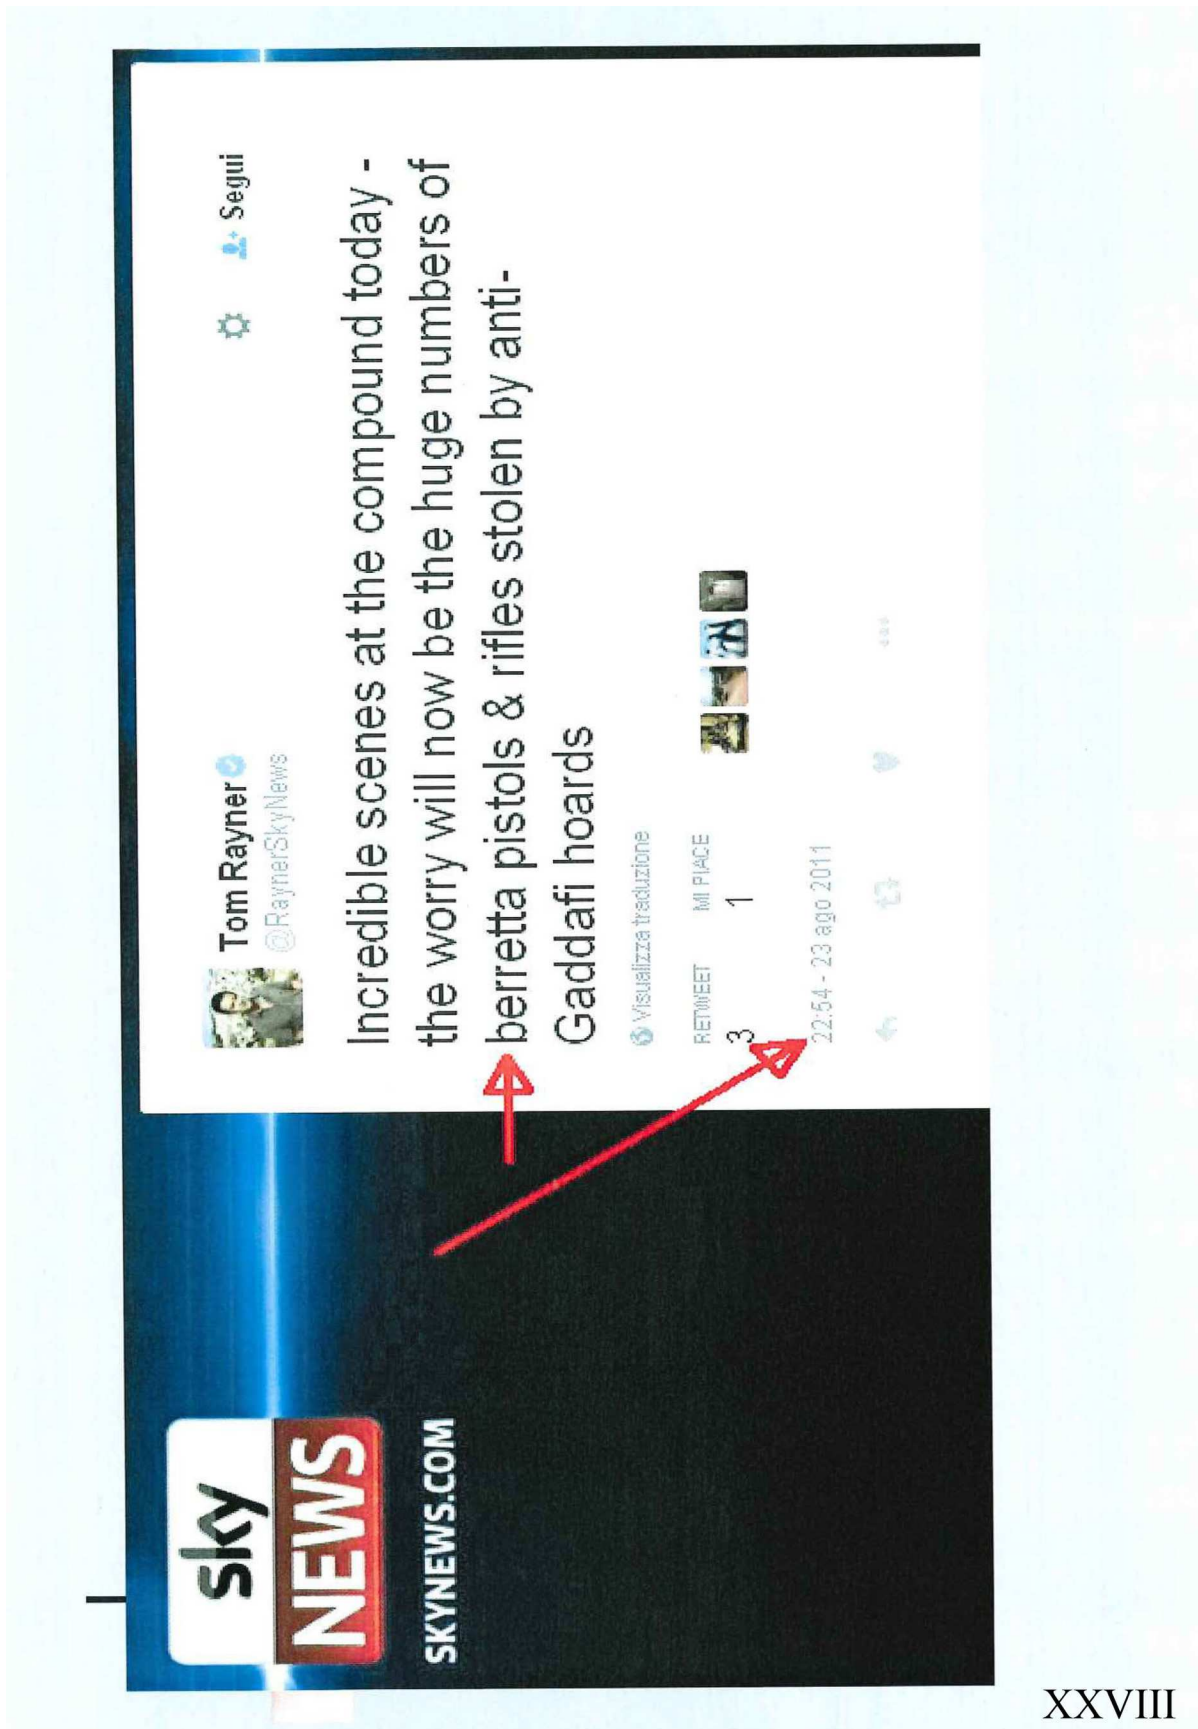 sky
NEWS
SKYNEWS.COM
Tom Rayner
@RaynerSkyNews
Segui
Incredible scenes at the compound today -
the worry will now be the huge numbers of
berretta pistols & rifles stolen by anti-
Gaddafi hoards
Visualizza traduzione
RETWEET MI PIACE
3 1
22:54 - 23 ago 2011
XXVIII